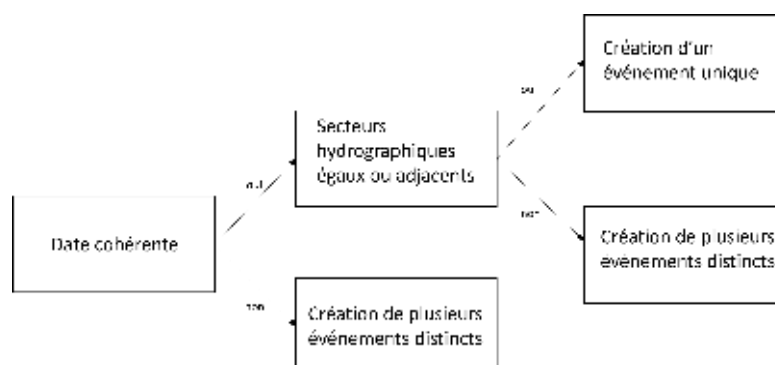 Création d'un
événement unique
oui
Secteurs
hydrographiques
égaux ou adjacents
oui
non
Date cohérente
Création de plusieurs
événements distincts
non
Création de plusieurs
événements distincts